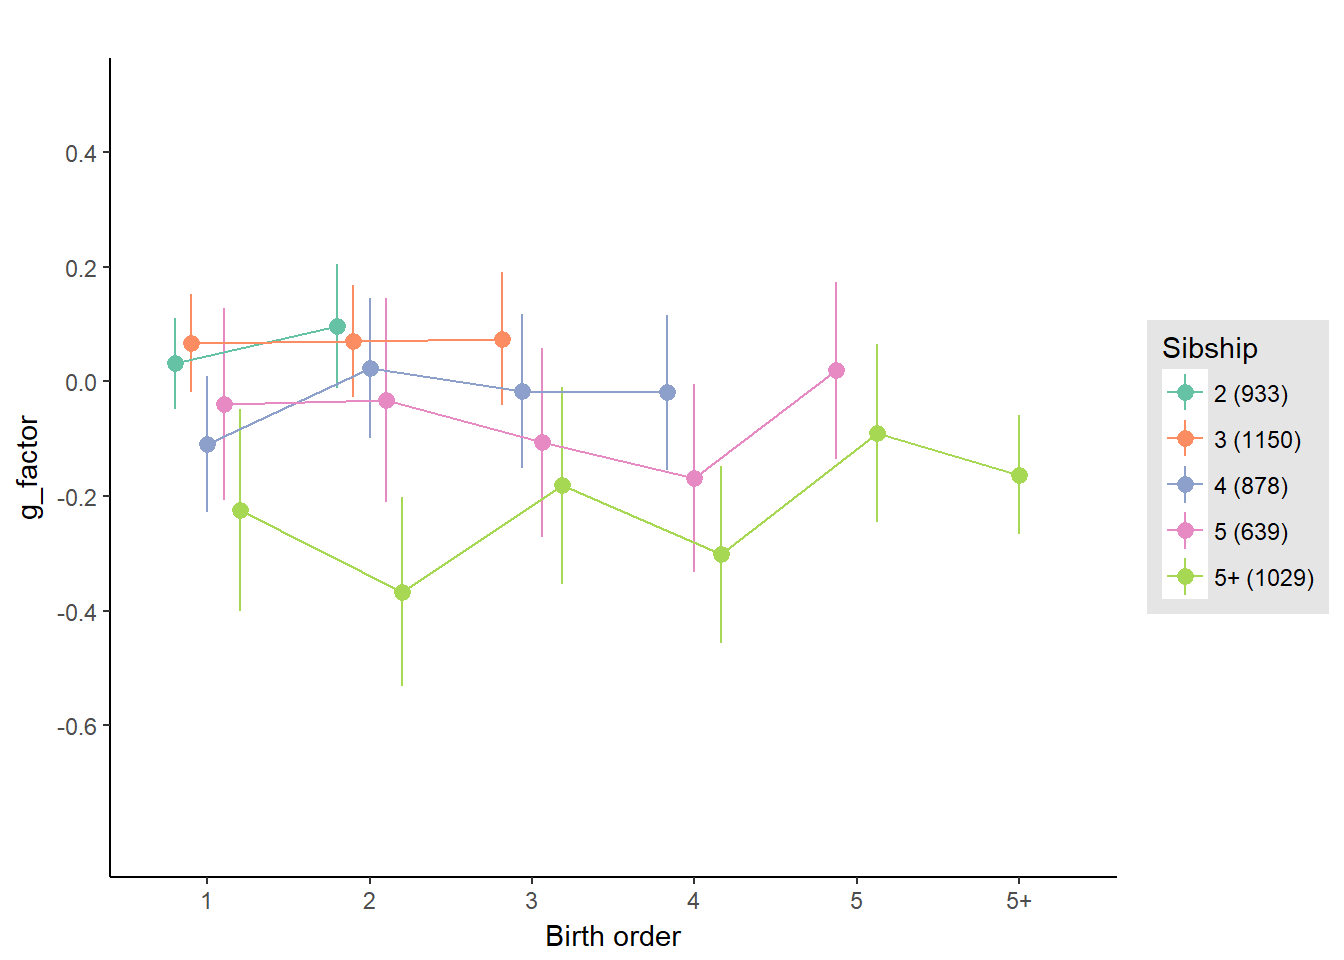 g_factor
0.4
0.2
0.0
-0.2
-0.4
-0.6
1 2 3 4 5 5+
Birth order
Sibship
2 (933)
3 (1150)
4 (878)
5 (639)
5+ (1029)